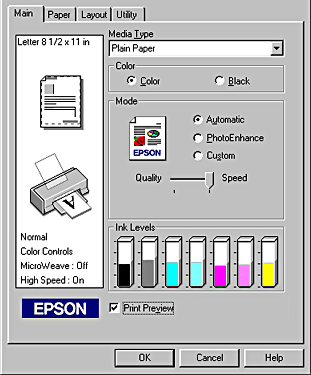 Main Paper Layout Utility
Letter 8 1/2 x 11 in
Media Type
Plain Paper
Color
Color Black
Mode
EPSON
Automatic
PhotoEnhance
Custom
Quality Speed
A
Normal
Color Controls
MicroWeave : Off
High Speed : On
Ink Levels
EPSON
Print Preview
OK Cancel Help